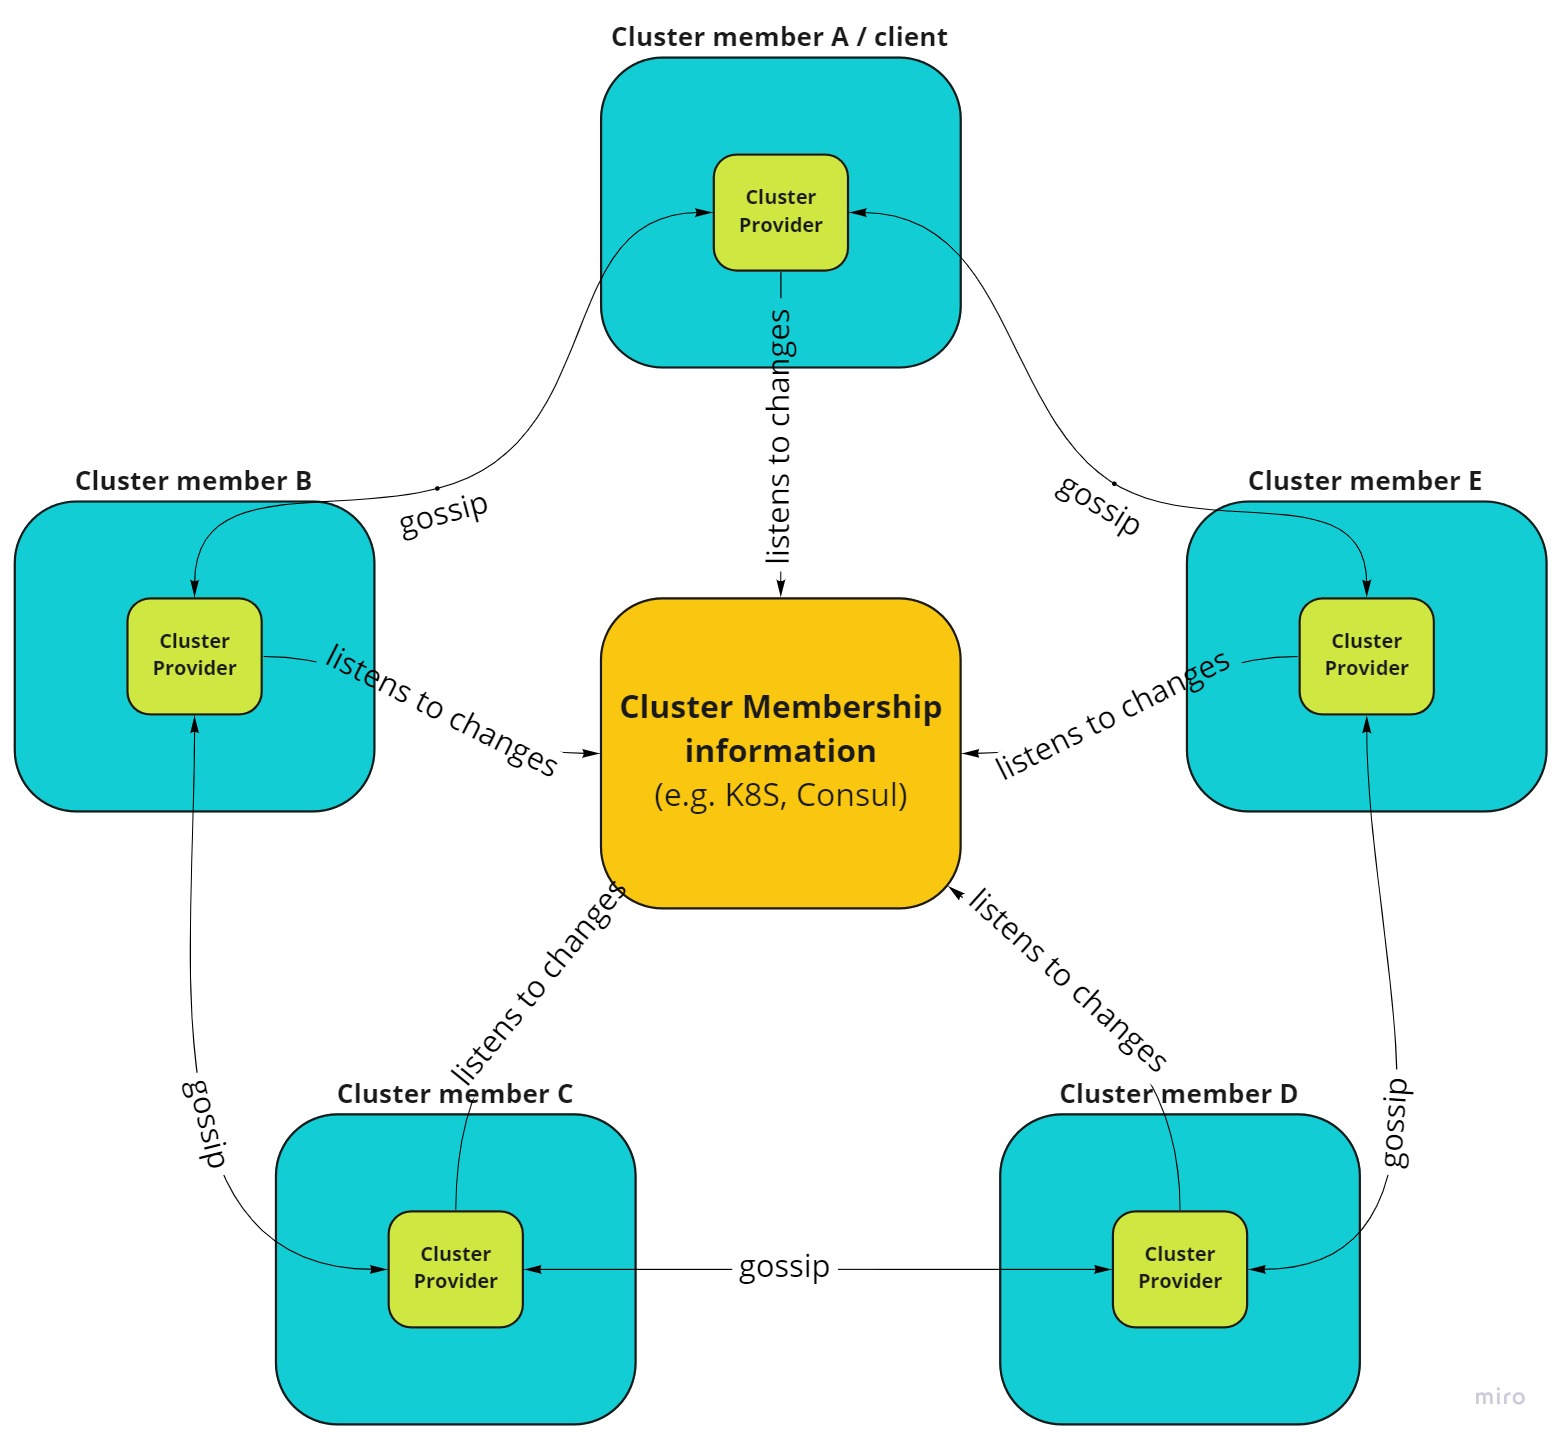 Cluster member A / client
Cluster
Provider
listens to changes
gossip
gossip
Cluster member B
Cluster
Provider
listens to changes
Cluster member E
Cluster
Provider
listens to changes
Cluster Membership
information
(e.g. K8S, Consul)
listens to changes
listens to changes
gossip
gossip
Cluster member C
Cluster
Provider
gossip
Cluster member D
Cluster
Provider
miro